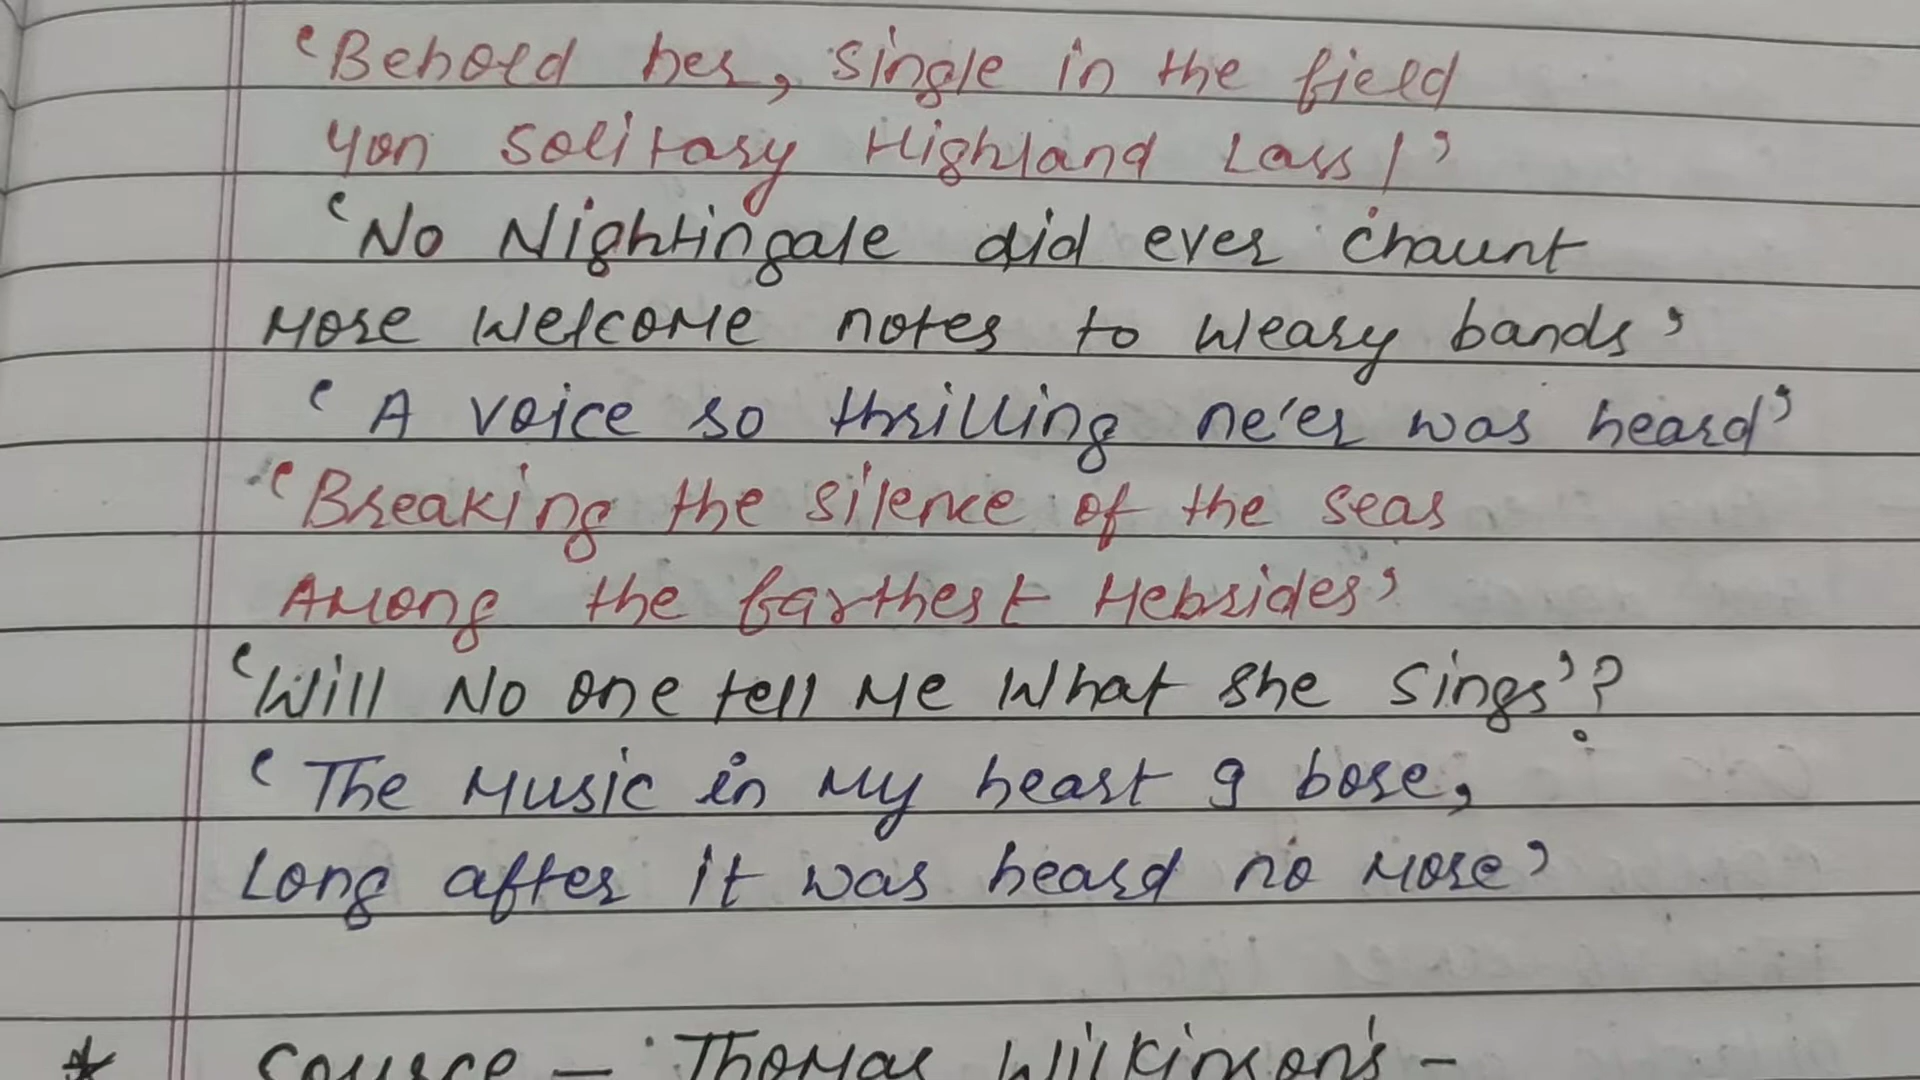 'Behold her, single in the field
Yon solitary Highland Lass!'
'No Nightingale did ever chaunt
More welcome notes to weary bands'
'A voice so thrilling ne'er was heard'
'Breaking the silence of the seas
Among the farthest Hebrides'
'Will No one tell Me What she sings'?
'The Music in My heart I bore,
Long after it was heard no More'
* Source - Thomas Wilkinson's -